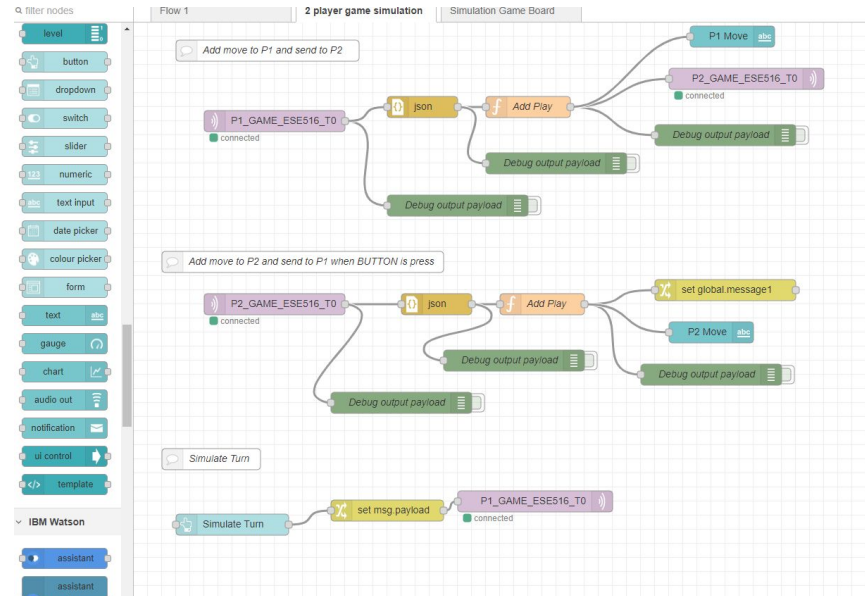 filter nodes
Flow 1
2 player game simulation
Simulation Game Board
level
button
dropdown
switch
slider
123 numeric
abc text input
date picker
colour picker
form
text abc
gauge
chart
audio out
notification
ui control
</> template
IBM Watson
assistant
assistant
Add move to P1 and send to P2
P1_GAME_ESE516_T0
connected
{} json
f Add Play
P1 Move abc
P2_GAME_ESE516_T0
connected
Debug output payload
Debug output payload
Debug output payload
Add move to P2 and send to P1 when BUTTON is press
P2_GAME_ESE516_T0
connected
{} json
f Add Play
set global.message1
P2 Move abc
Debug output payload
Debug output payload
Debug output payload
Simulate Turn
Simulate Turn
set msg.payload
P1_GAME_ESE516_T0
connected